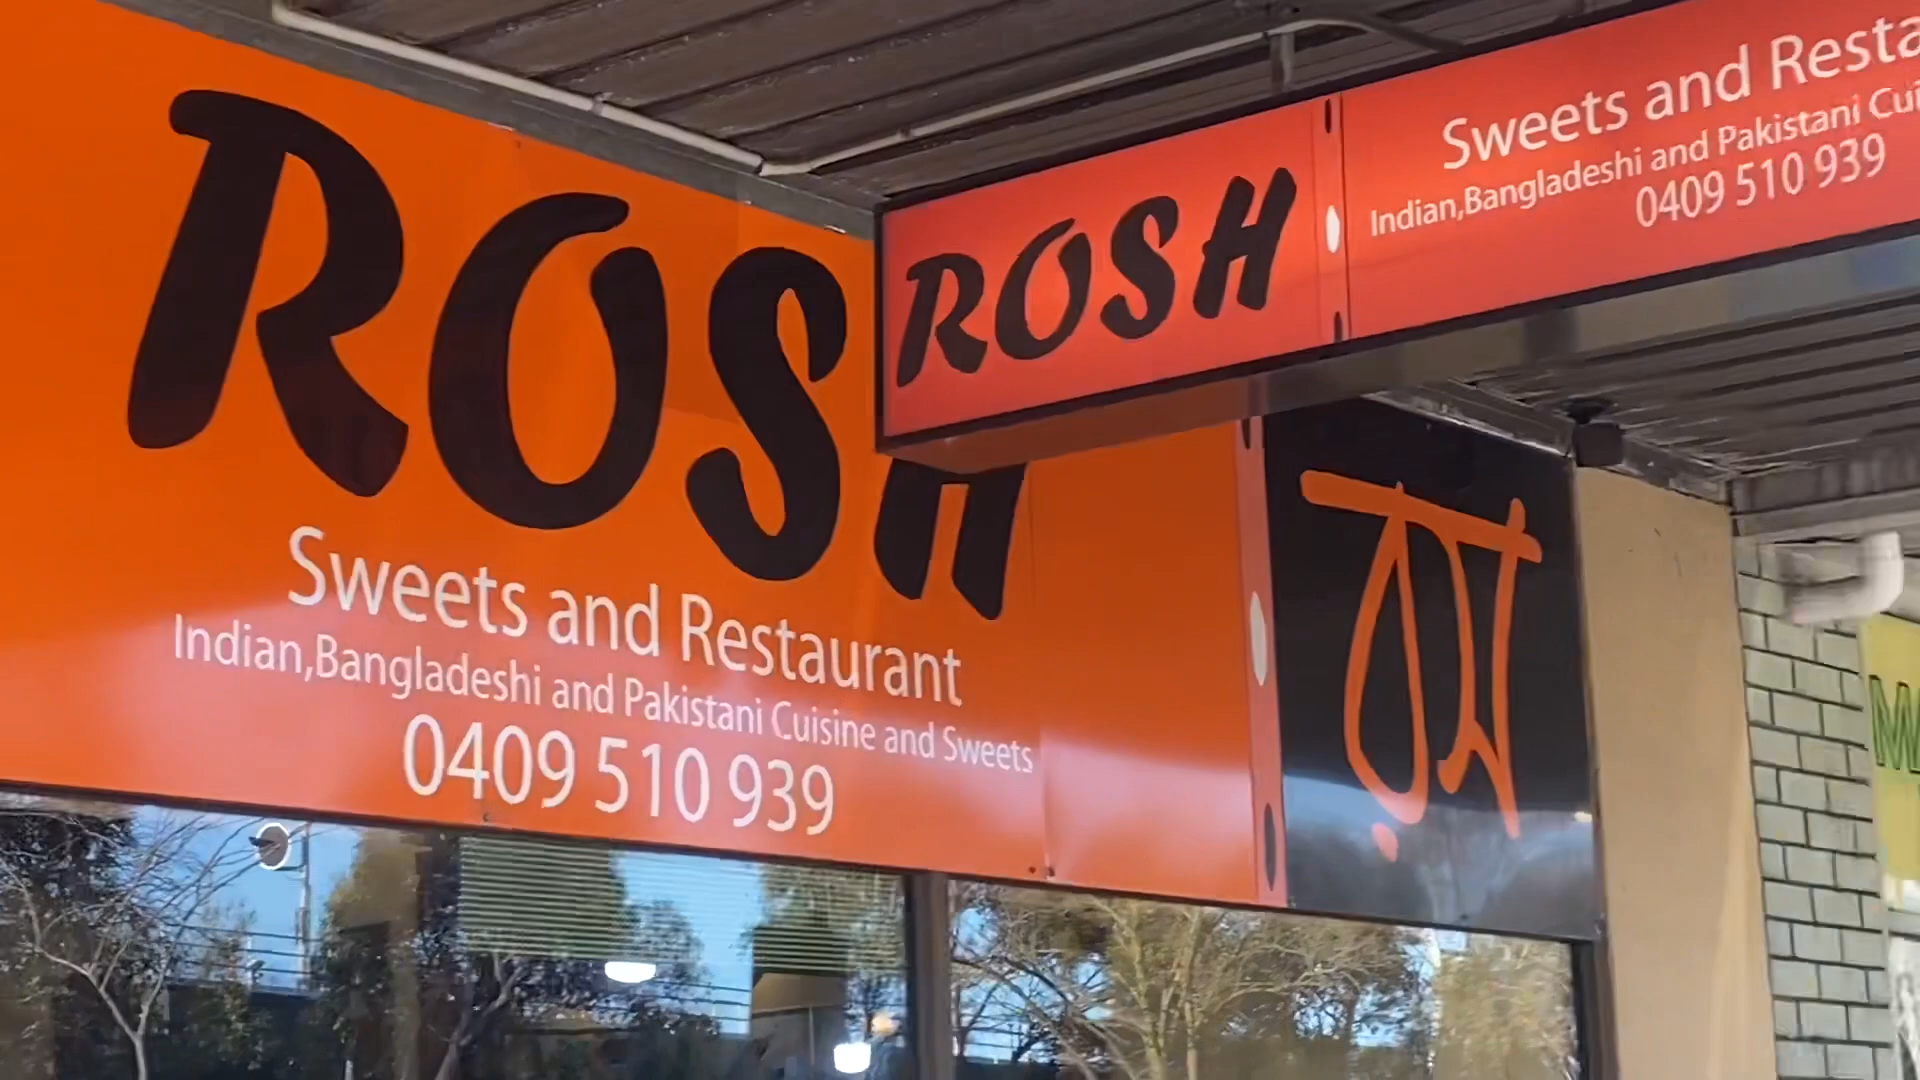 ROSH
Sweets and Restaurant
Indian,Bangladeshi and Pakistani Cuisine and Sweets
0409 510 939
ROSH
Sweets and Resta
Indian,Bangladeshi and Pakistani Cui
0409 510 939
রস